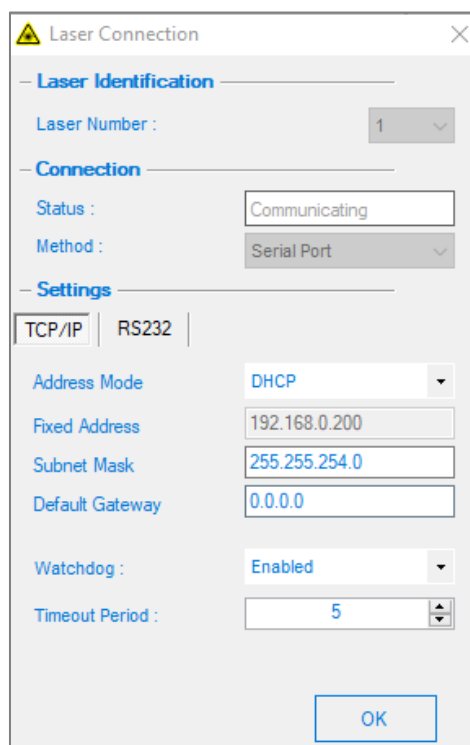 Laser Connection
Laser Identification
Laser Number : 1
Connection
Status : Communicating
Method : Serial Port
Settings
TCP/IP RS232
Address Mode DHCP
Fixed Address 192.168.0.200
Subnet Mask 255.255.254.0
Default Gateway 0.0.0.0
Watchdog : Enabled
Timeout Period : 5
OK